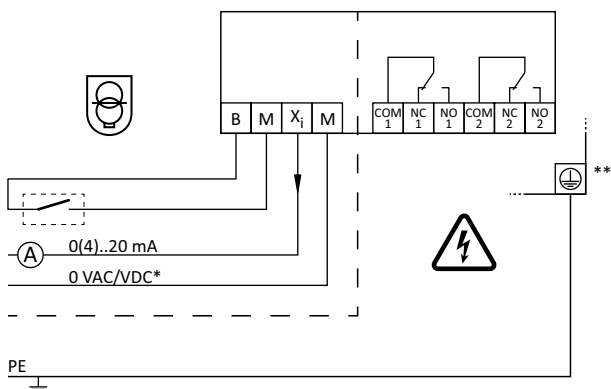 B M Xi M
COM 1 NC 1 NO 1 COM 2 NC 2 NO 2
**
A 0(4)..20 mA
0 VAC/VDC*
PE